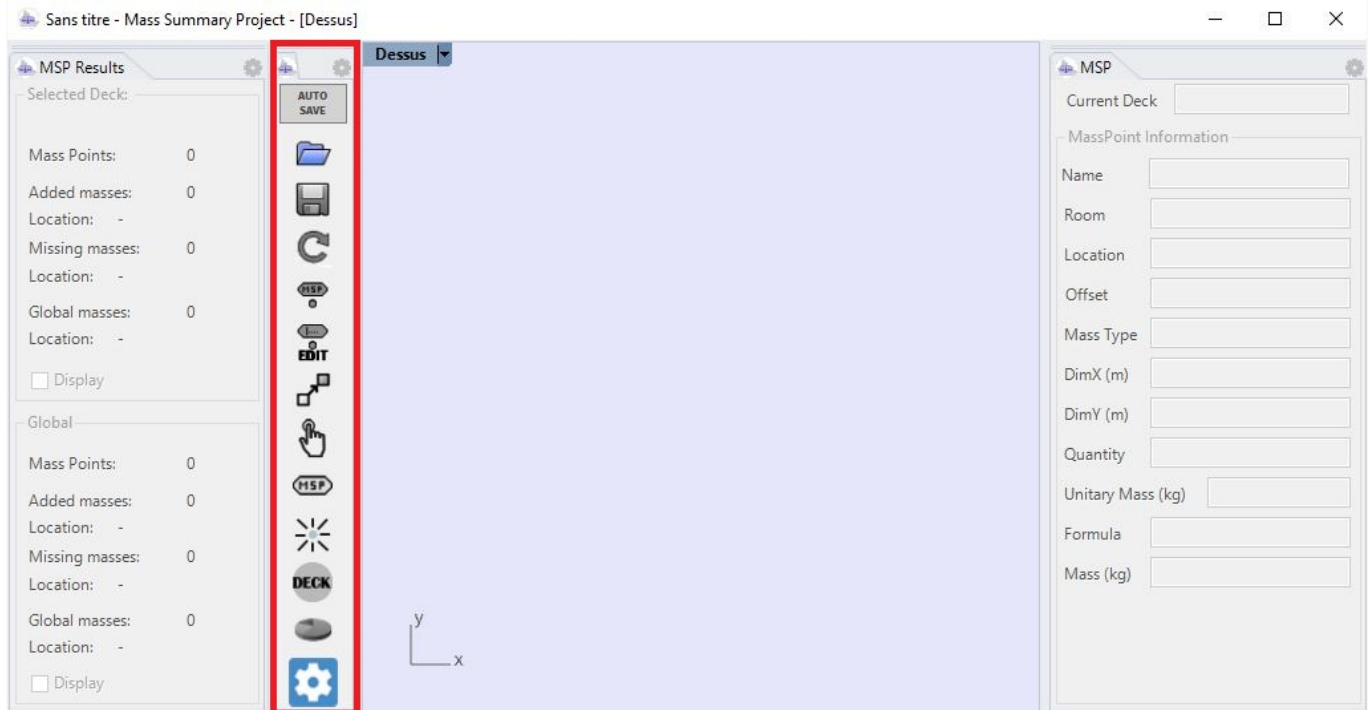 Sans titre - Mass Summary Project - [Dessus]
MSP Results
Selected Deck:
Mass Points: 0
Added masses: 0
Location: -
Missing masses: 0
Location: -
Global masses: 0
Location: -
Display
Global
Mass Points: 0
Added masses: 0
Location: -
Missing masses: 0
Location: -
Global masses: 0
Location: -
Display
AUTO
SAVE
MSP
EDIT
MSP
DECK
Dessus
y
x
MSP
Current Deck
MassPoint Information
Name
Room
Location
Offset
Mass Type
DimX (m)
DimY (m)
Quantity
Unitary Mass (kg)
Formula
Mass (kg)